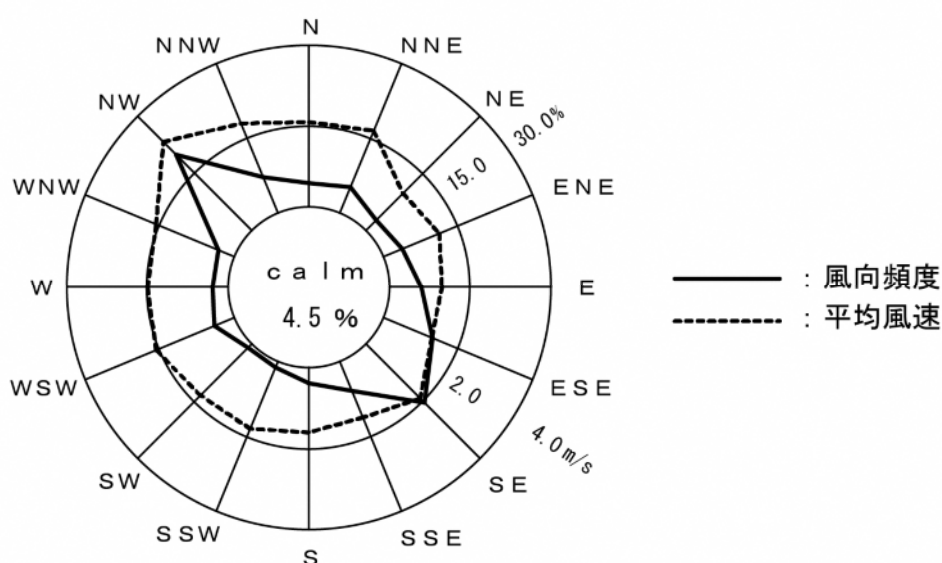 N
NNW
NNE
NW
NE
30.0%
15.0
WNW
ENE
calm
4.5 %
W
E
：風向頻度
：平均風速
WSW
ESE
2.0
4.0m/s
SW
SE
SSW
SSE
S